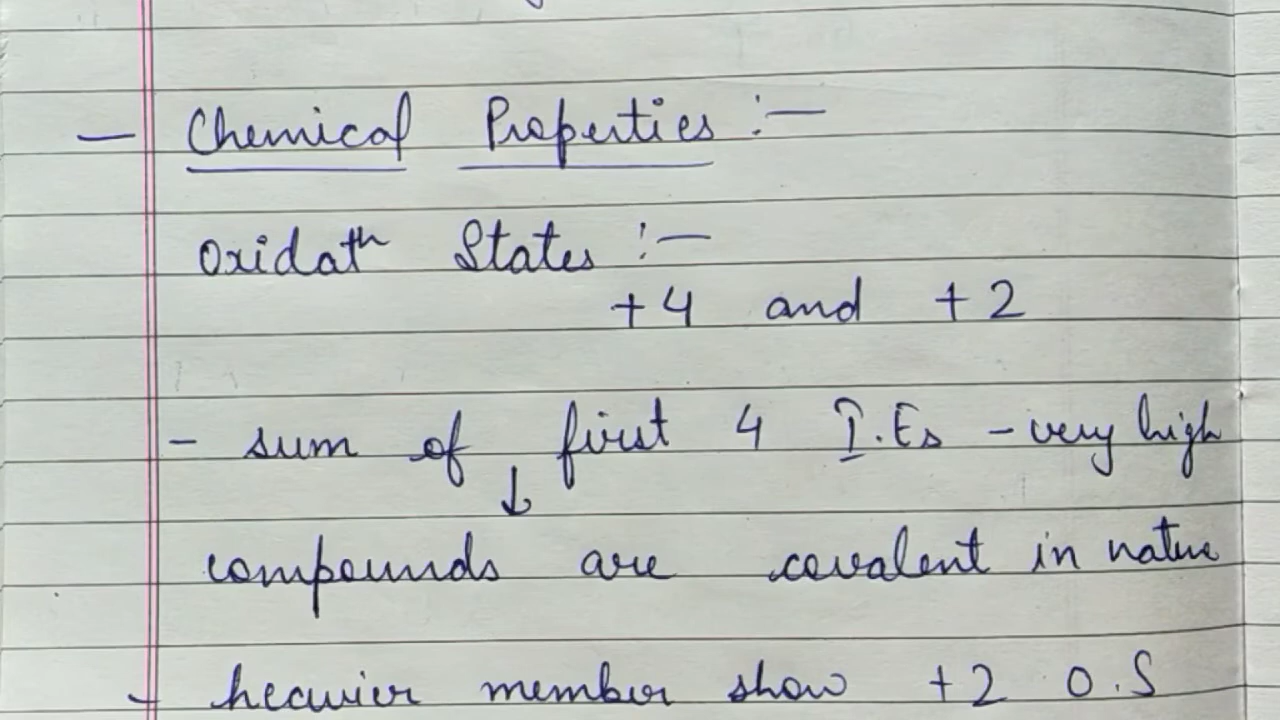 - Chemical Properties :-
Oxidatn States :-
+4 and +2
- sum of first 4 I.Es - very high
↓
compounds are covalent in nature
- heavier member show +2 O.S